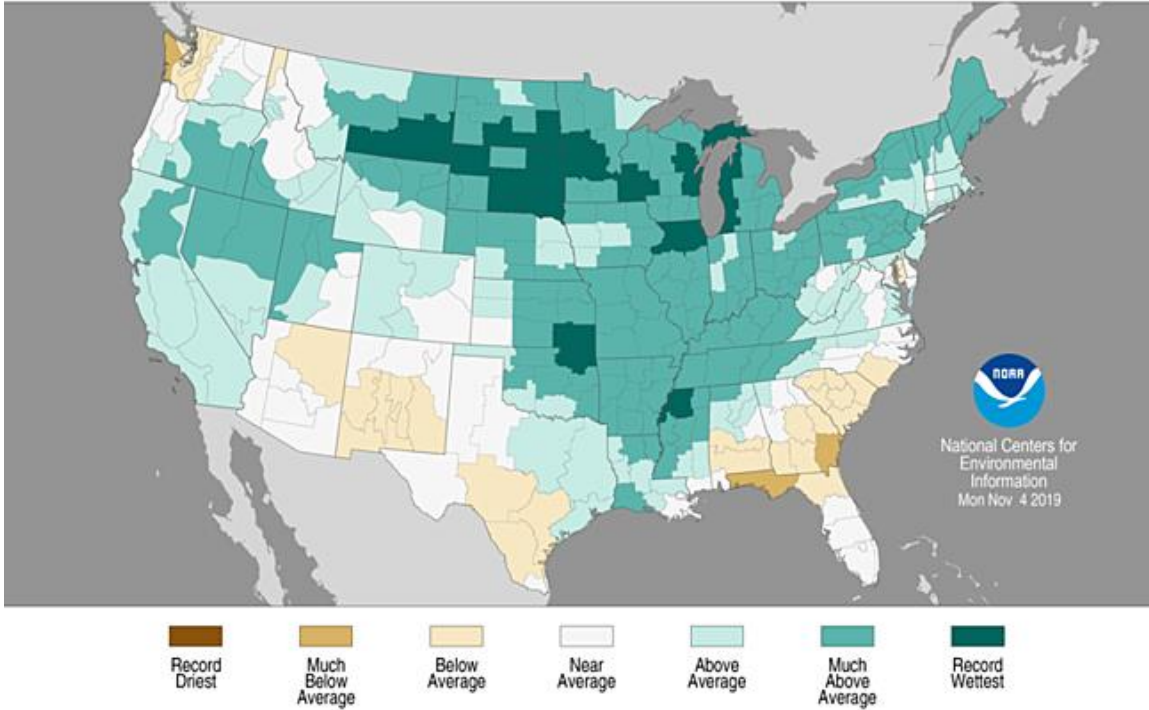 NOAA
National Centers for
Environmental
Information
Mon Nov 4 2019
Record
Driest
Much
Below
Average
Below
Average
Near
Average
Above
Average
Much
Above
Average
Record
Wettest